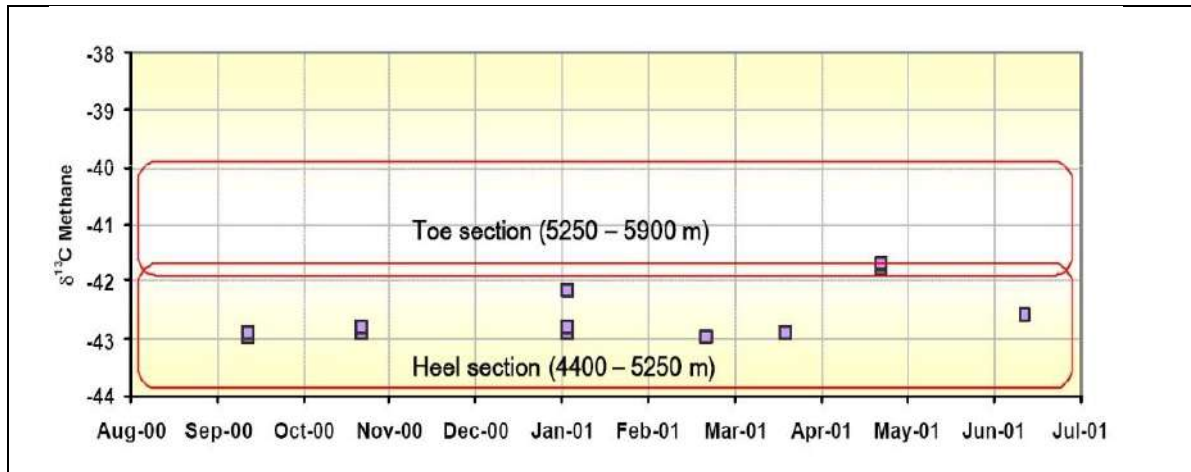 -38
-39
-40
-41
-42
-43
-44
δ¹³C Methane
Toe section (5250 – 5900 m)
Heel section (4400 – 5250 m)
Aug-00 Sep-00 Oct-00 Nov-00 Dec-00 Jan-01 Feb-01 Mar-01 Apr-01 May-01 Jun-01 Jul-01